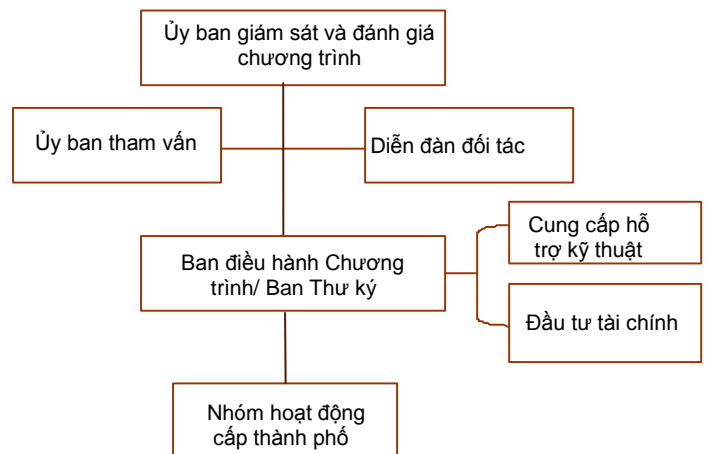 Ủy ban giám sát và đánh giá
chương trình
Ủy ban tham vấn
Diễn đàn đối tác
Cung cấp hỗ
trợ kỹ thuật
Ban điều hành Chương
trình/ Ban Thư ký
Đầu tư tài chính
Nhóm hoạt động
cấp thành phố